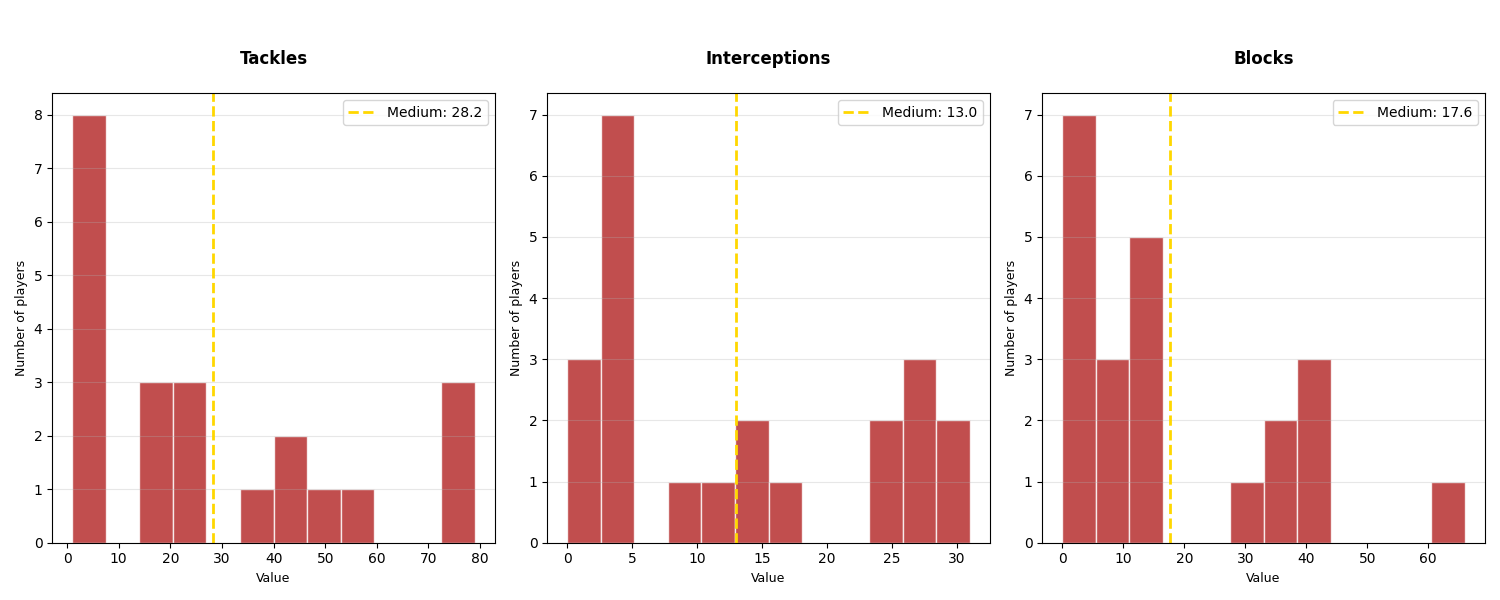 Tackles
Medium: 28.2
Number of players
8
7
6
5
4
3
2
1
0
0 10 20 30 40 50 60 70 80
Value
Interceptions
Medium: 13.0
Number of players
7
6
5
4
3
2
1
0
0 5 10 15 20 25 30
Value
Blocks
Medium: 17.6
Number of players
7
6
5
4
3
2
1
0
0 10 20 30 40 50 60
Value